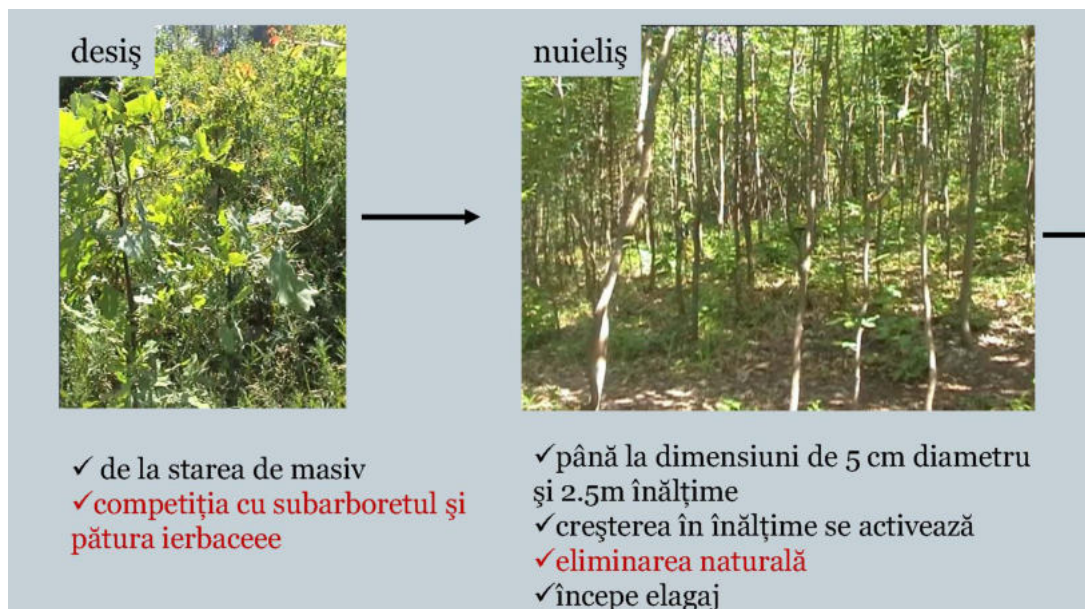 desiş
nuieliş
✓ de la starea de masiv
✓competiția cu subarboretul şi
pătura ierbaceee
✓până la dimensiuni de 5 cm diametru
şi 2.5m înălțime
✓creşterea în înălțime se activează
✓eliminarea naturală
✓începe elagaj